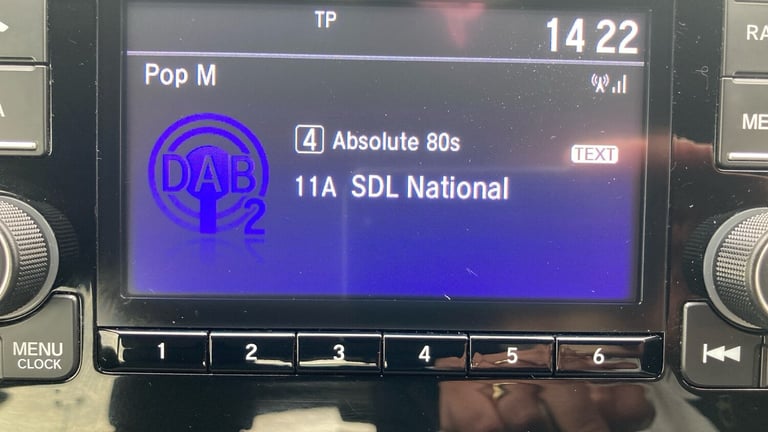 TP
14 22
Pop M
DAB
2
4 Absolute 80s
TEXT
11A SDL National
RA
A
ME
MENU
CLOCK
1 2 3 4 5 6